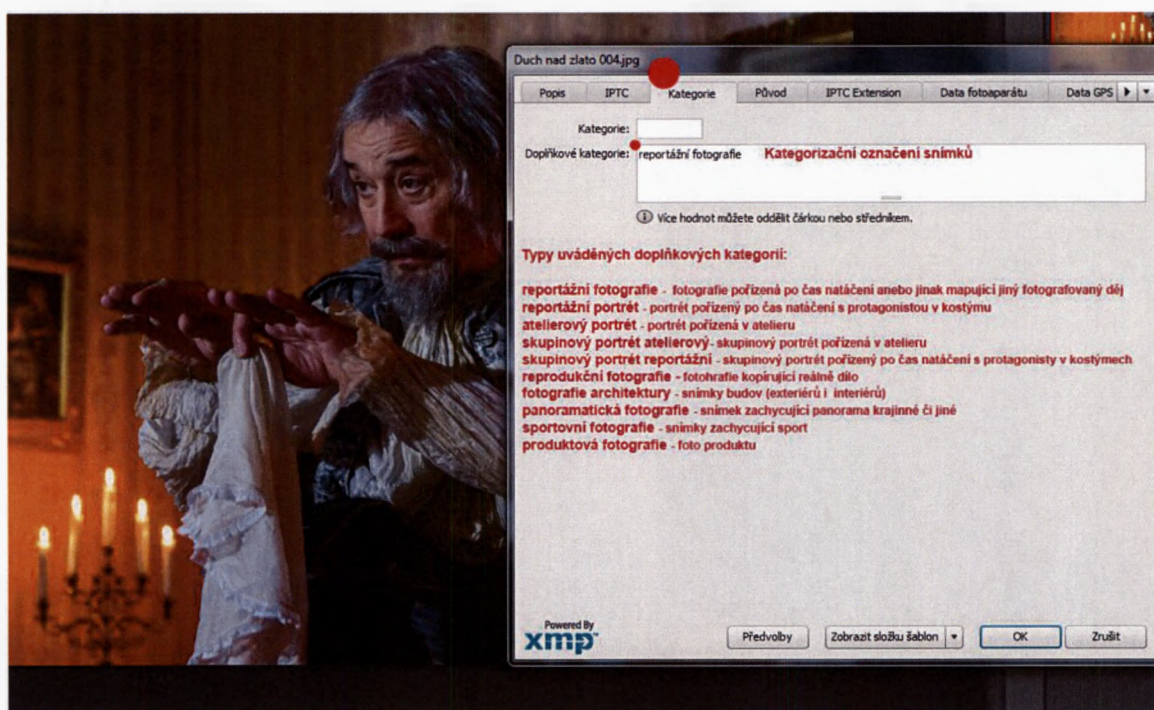 Duch nad zlato 004.jpg
Popis IPTC Kategorie Původ IPTC Extension Data fotoaparátu Data GPS
Kategorie:
Doplňkové kategorie: reportážní fotografie Kategorizační označení snímků
Více hodnot můžete oddělit čárkou nebo středníkem.
Typy uváděných doplňkových kategorií:
reportážní fotografie - fotografie pořízená po čas natáčení anebo jinak mapující jiný fotografovaný děj
reportážní portrét - portrét pořízený po čas natáčení s protagonistou v kostýmu
atelierový portrét - portrét pořízená v atelieru
skupinový portrét atelierový- skupinový portrét pořízená v atelieru
skupinový portrét reportážní - skupinový portrét pořízený po čas natáčení s protagonisty v kostýmech
reprodukční fotografie - fotohrafie kopírující reálně dílo
fotografie architektury - snímky budov (exteriérů i interiérů)
panoramatická fotografie - snímek zachycující panorama krajinné či jiné
sportovní fotografie - snímky zachycující sport
produktová fotografie - foto produktu
Powered By
xmp™
Předvolby Zobrazit složku šablon OK Zrušit